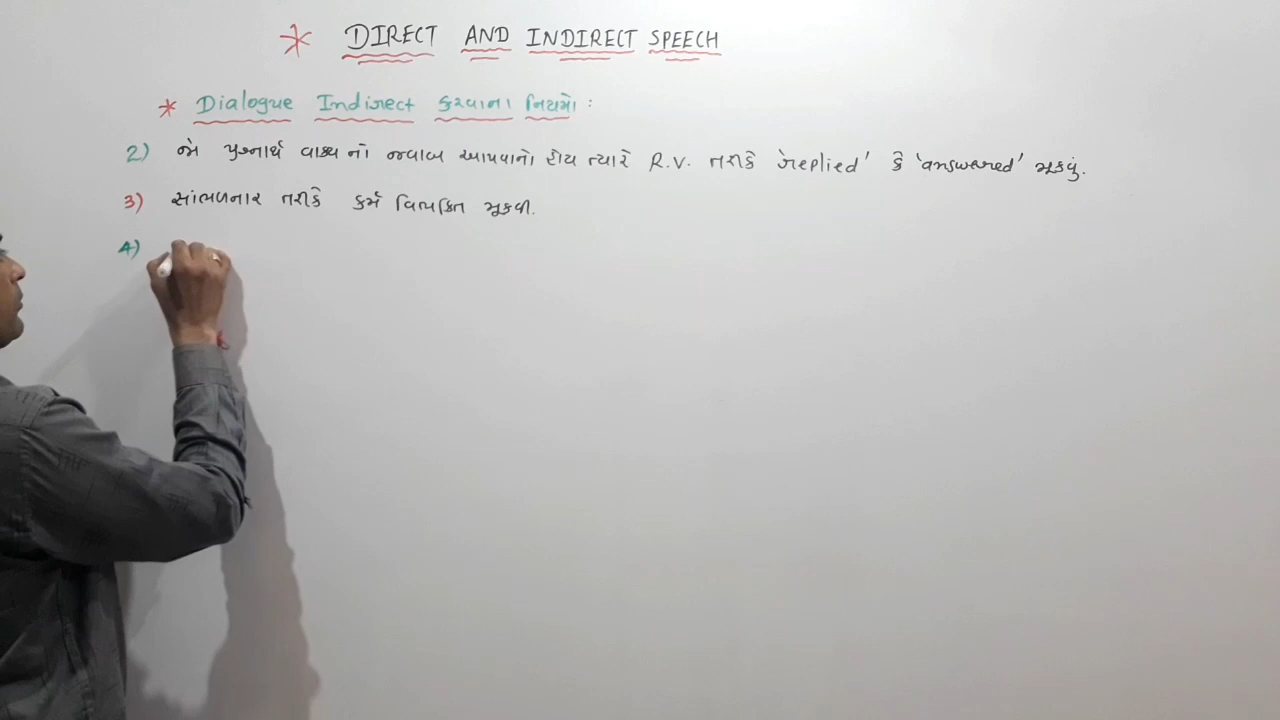 * DIRECT AND INDIRECT SPEECH
* Dialogue Indirect કરવાના નિયમો :
2) જો પ્રશ્નાર્થ વાક્ય નો જવાબ આપવાનો હોય ત્યારે R.V. તરીકે 'replied' કે 'answered' મૂકવું.
3) સાંભળનાર તરીકે કર્મ વિભક્તિ મૂકવી.
4)